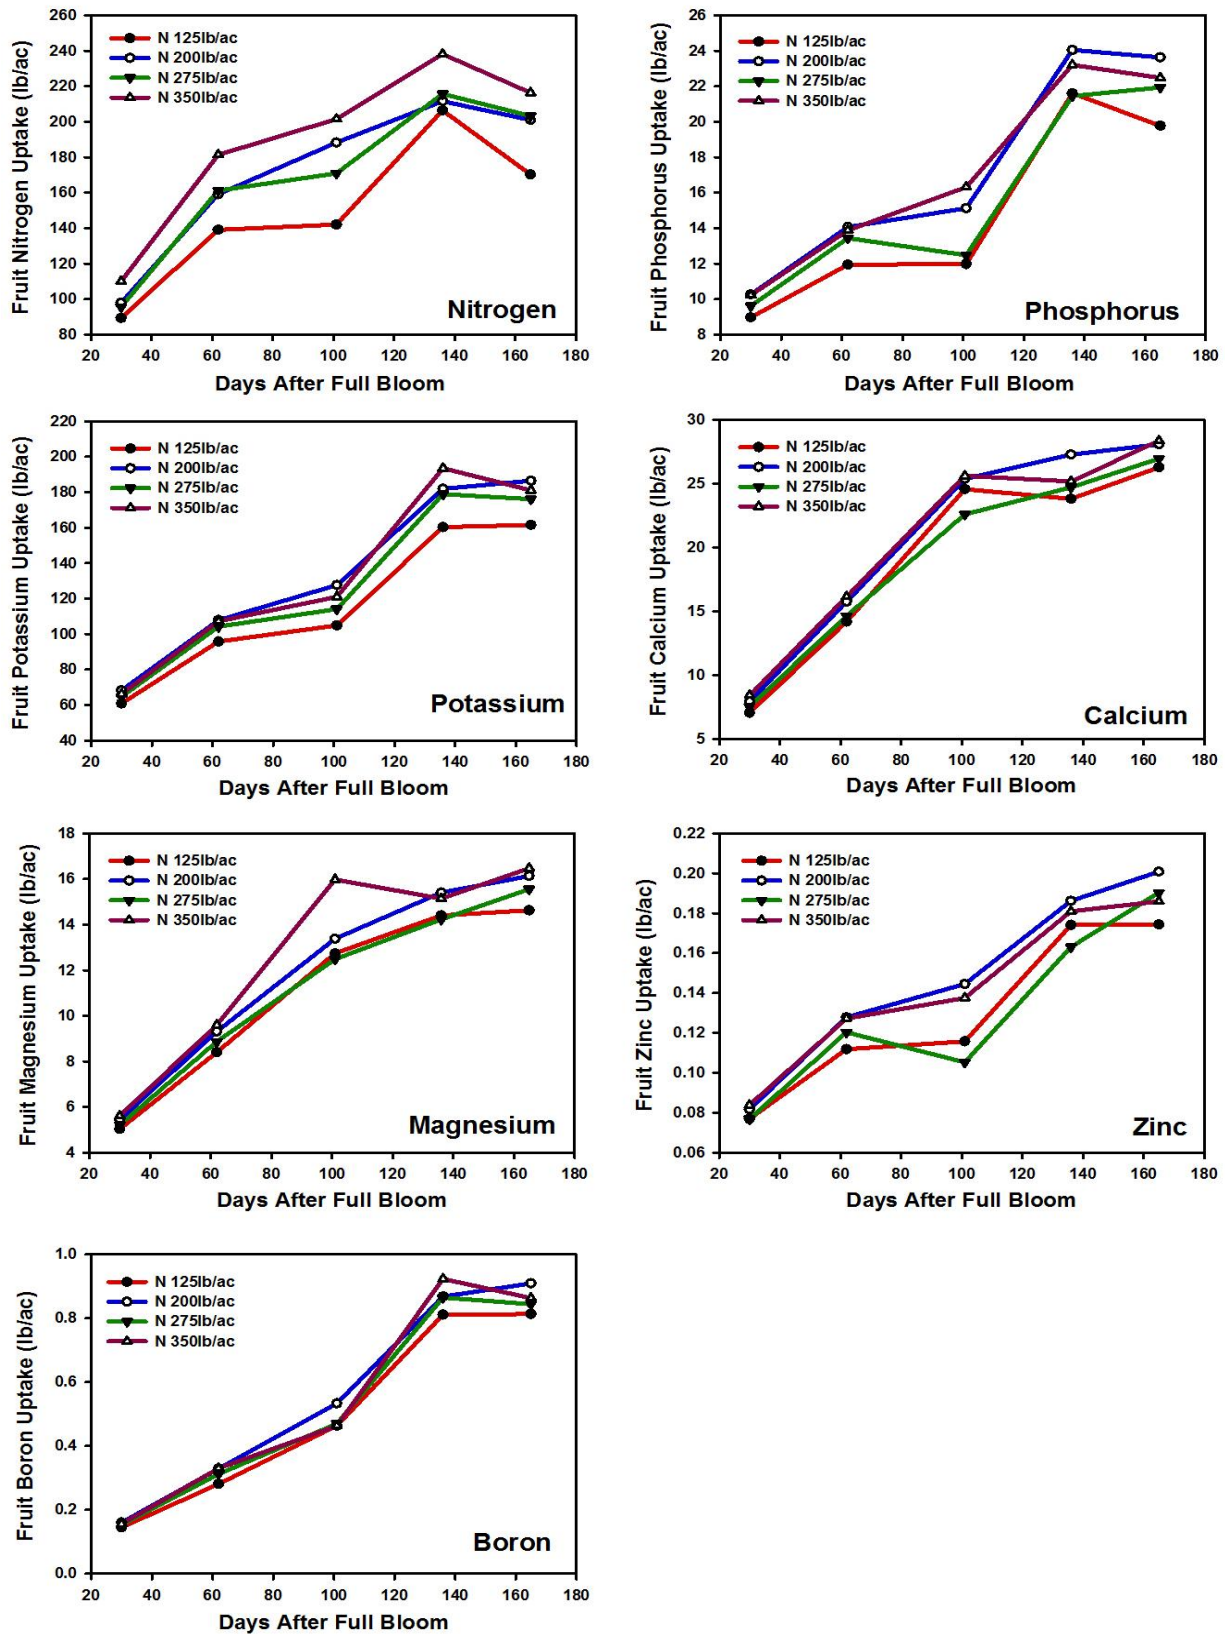 Fruit Nitrogen Uptake (lb/ac)
260
240
220
200
180
160
140
120
100
80
N 125lb/ac
N 200lb/ac
N 275lb/ac
N 350lb/ac
Nitrogen
20 40 60 80 100 120 140 160 180
Days After Full Bloom
Fruit Phosphorus Uptake (lb/ac)
26
24
22
20
18
16
14
12
10
8
N 125lb/ac
N 200lb/ac
N 275lb/ac
N 350lb/ac
Phosphorus
20 40 60 80 100 120 140 160 180
Days After Full Bloom
Fruit Potassium Uptake (lb/ac)
220
200
180
160
140
120
100
80
60
40
N 125lb/ac
N 200lb/ac
N 275lb/ac
N 350lb/ac
Potassium
20 40 60 80 100 120 140 160 180
Days After Full Bloom
Fruit Calcium Uptake (lb/ac)
30
25
20
15
10
5
N 125lb/ac
N 200lb/ac
N 275lb/ac
N 350lb/ac
Calcium
20 40 60 80 100 120 140 160 180
Days After Full Bloom
Fruit Magnesium Uptake (lb/ac)
18
16
14
12
10
8
6
4
N 125lb/ac
N 200lb/ac
N 275lb/ac
N 350lb/ac
Magnesium
20 40 60 80 100 120 140 160 180
Days After Full Bloom
Fruit Zinc Uptake (lb/ac)
0.22
0.20
0.18
0.16
0.14
0.12
0.10
0.08
0.06
N 125lb/ac
N 200lb/ac
N 275lb/ac
N 350lb/ac
Zinc
20 40 60 80 100 120 140 160 180
Days After Full Bloom
Fruit Boron Uptake (lb/ac)
1.0
0.8
0.6
0.4
0.2
0.0
N 125lb/ac
N 200lb/ac
N 275lb/ac
N 350lb/ac
Boron
20 40 60 80 100 120 140 160 180
Days After Full Bloom